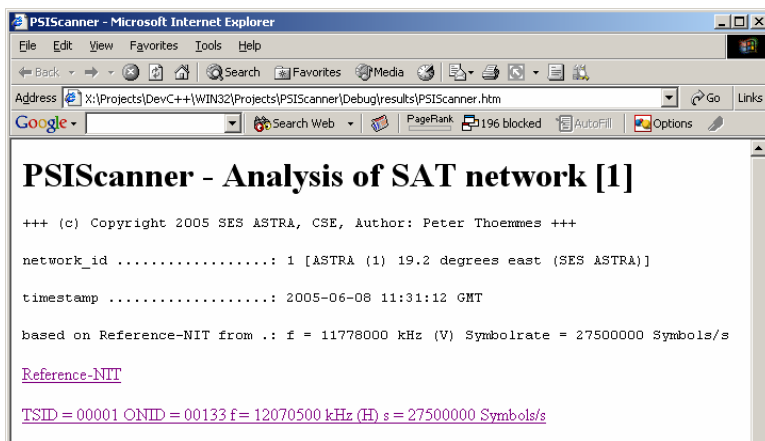 PSIScanner - Microsoft Internet Explorer
File Edit View Favorites Tools Help
Back Search Favorites Media
Address X:\Projects\DevC++\WIN32\Projects\PSIScanner\Debug\results\PSIScanner.htm Go Links
Google Search Web PageRank 196 blocked AutoFill Options
PSIScanner - Analysis of SAT network [1]
+++ (c) Copyright 2005 SES ASTRA, CSE, Author: Peter Thoemmes +++
network_id ..................: 1 [ASTRA (1) 19.2 degrees east (SES ASTRA)]
timestamp ...................: 2005-06-08 11:31:12 GMT
based on Reference-NIT from .: f = 11778000 kHz (V) Symbolrate = 27500000 Symbols/s
Reference-NIT
TSID = 00001 ONID = 00133 f = 12070500 kHz (H) s = 27500000 Symbols/s